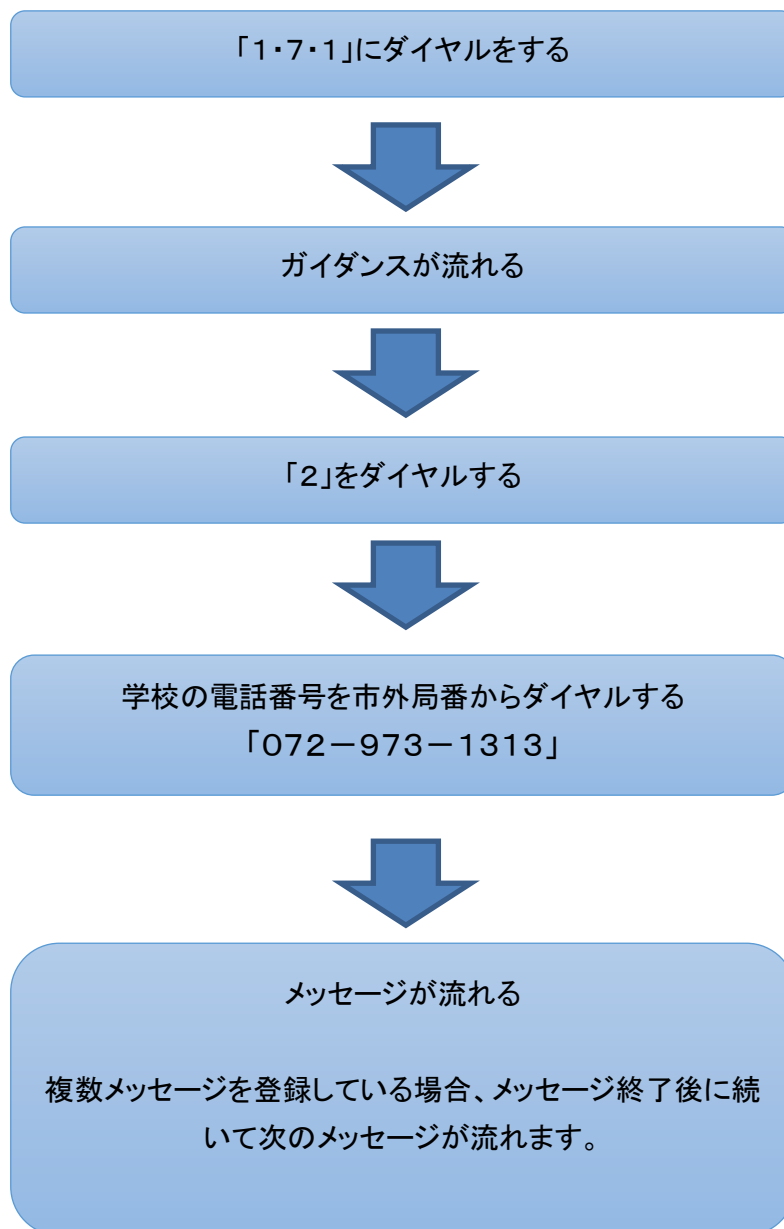 「１・７・１」にダイヤルをする
ガイダンスが流れる
「２」をダイヤルする
学校の電話番号を市外局番からダイヤルする
「０７２－９７３－１３１３」
メッセージが流れる
複数メッセージを登録している場合、メッセージ終了後に続
いて次のメッセージが流れます。